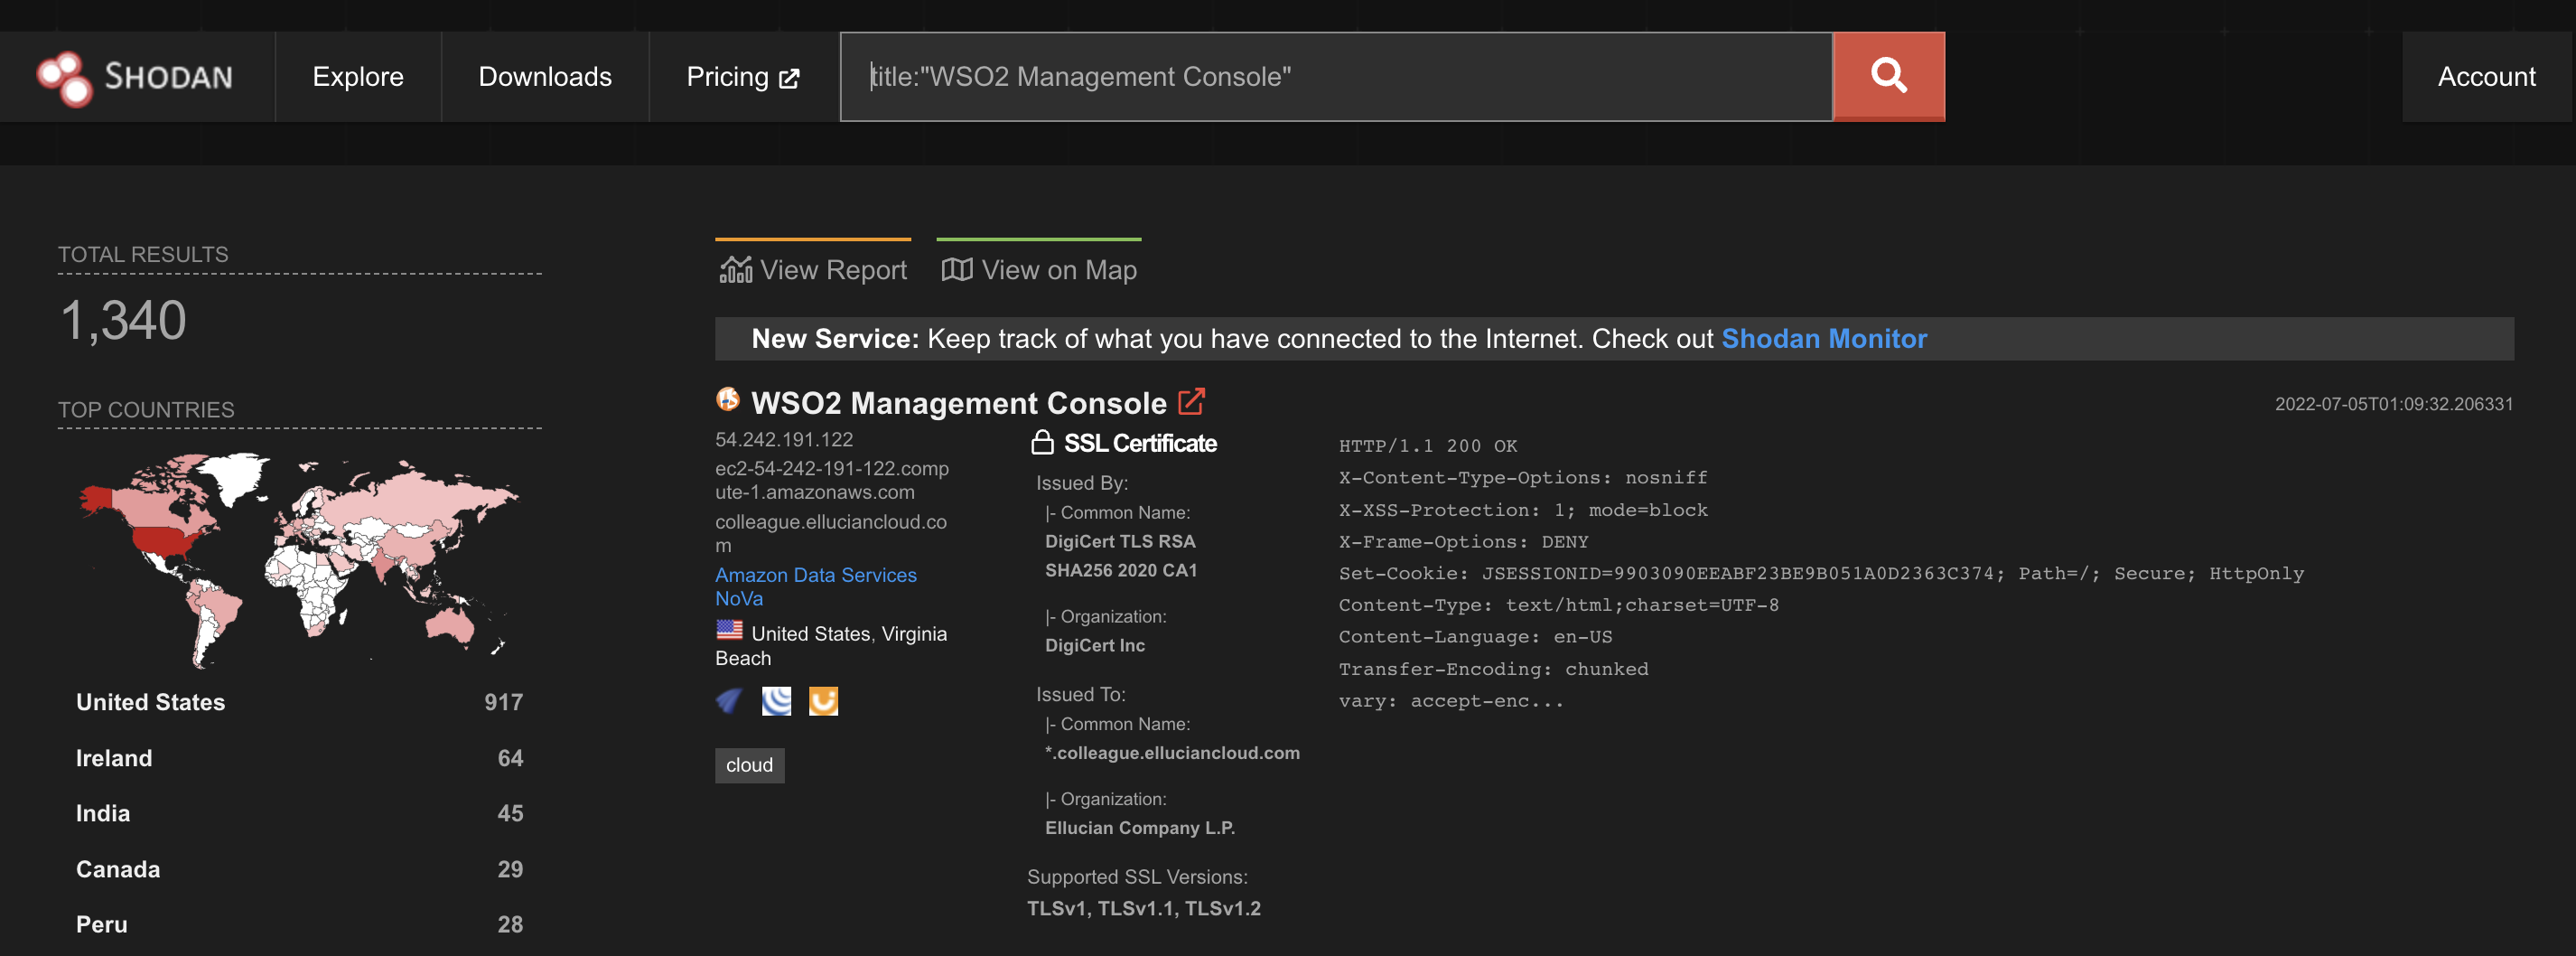 SHODAN
Explore
Downloads
Pricing
title:"WSO2 Management Console"
Account
TOTAL RESULTS
1,340
TOP COUNTRIES
United States 917
Ireland 64
India 45
Canada 29
Peru 28
View Report
View on Map
New Service: Keep track of what you have connected to the Internet. Check out Shodan Monitor
WSO2 Management Console
2022-07-05T01:09:32.206331
54.242.191.122
ec2-54-242-191-122.comp
ute-1.amazonaws.com
colleague.elluciancloud.co
m
Amazon Data Services
NoVa
United States, Virginia
Beach
cloud
SSL Certificate
Issued By:
|- Common Name:
DigiCert TLS RSA
SHA256 2020 CA1
|- Organization:
DigiCert Inc
Issued To:
|- Common Name:
*.colleague.elluciancloud.com
|- Organization:
Ellucian Company L.P.
Supported SSL Versions:
TLSv1, TLSv1.1, TLSv1.2
HTTP/1.1 200 OK
X-Content-Type-Options: nosniff
X-XSS-Protection: 1; mode=block
X-Frame-Options: DENY
Set-Cookie: JSESSIONID=9903090EEABF23BE9B051A0D2363C374; Path=/; Secure; HttpOnly
Content-Type: text/html;charset=UTF-8
Content-Language: en-US
Transfer-Encoding: chunked
vary: accept-enc...